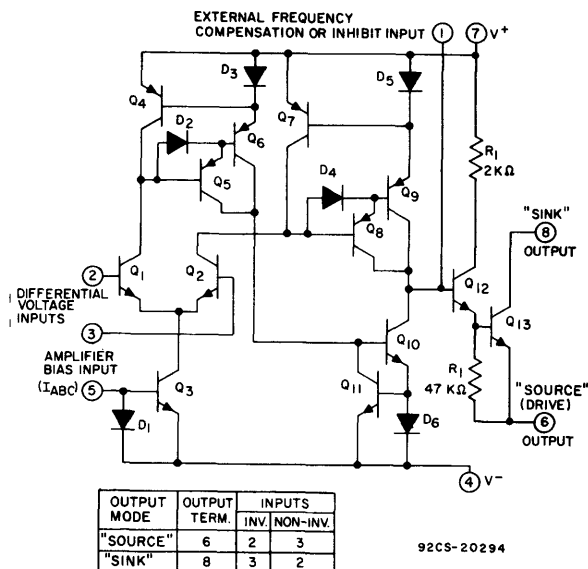 EXTERNAL FREQUENCY
COMPENSATION OR INHIBIT INPUT
1
7 V+
D3
D5
Q4
Q7
D2
Q6
R1
2KΩ
Q5
D4
Q9
Q8
"SINK"
8
OUTPUT
2
Q1
Q2
Q12
DIFFERENTIAL
VOLTAGE
INPUTS
Q13
3
Q10
AMPLIFIER
BIAS INPUT
(IABC) 5
Q3
Q11
R1
47 KΩ
"SOURCE"
(DRIVE)
6
OUTPUT
D1
D6
4 V-
OUTPUT MODE
OUTPUT TERM.
INPUTS
INV. NON-INV.
"SOURCE" 6 2 3
"SINK" 8 3 2
92CS-20294